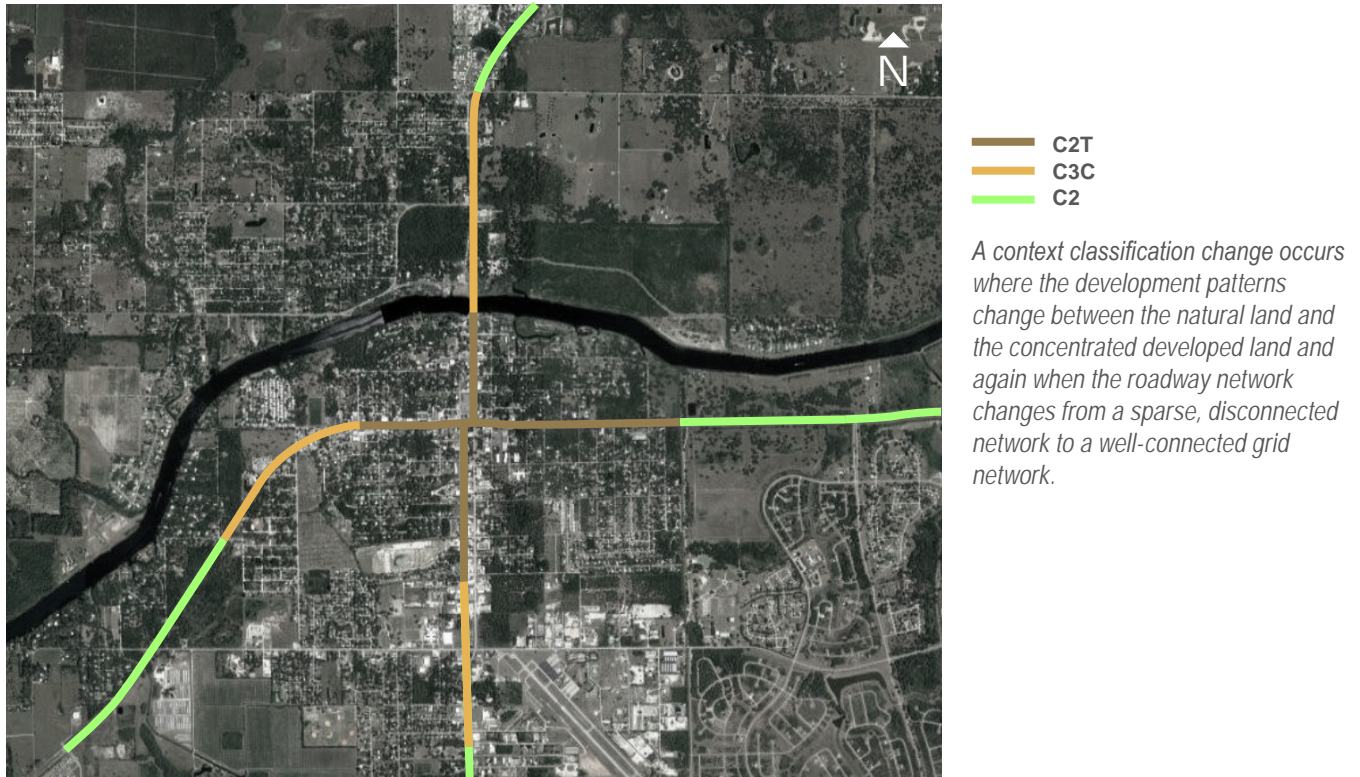 N
C2T
C3C
C2
A context classification change occurs
where the development patterns
change between the natural land and
the concentrated developed land and
again when the roadway network
changes from a sparse, disconnected
network to a well-connected grid
network.